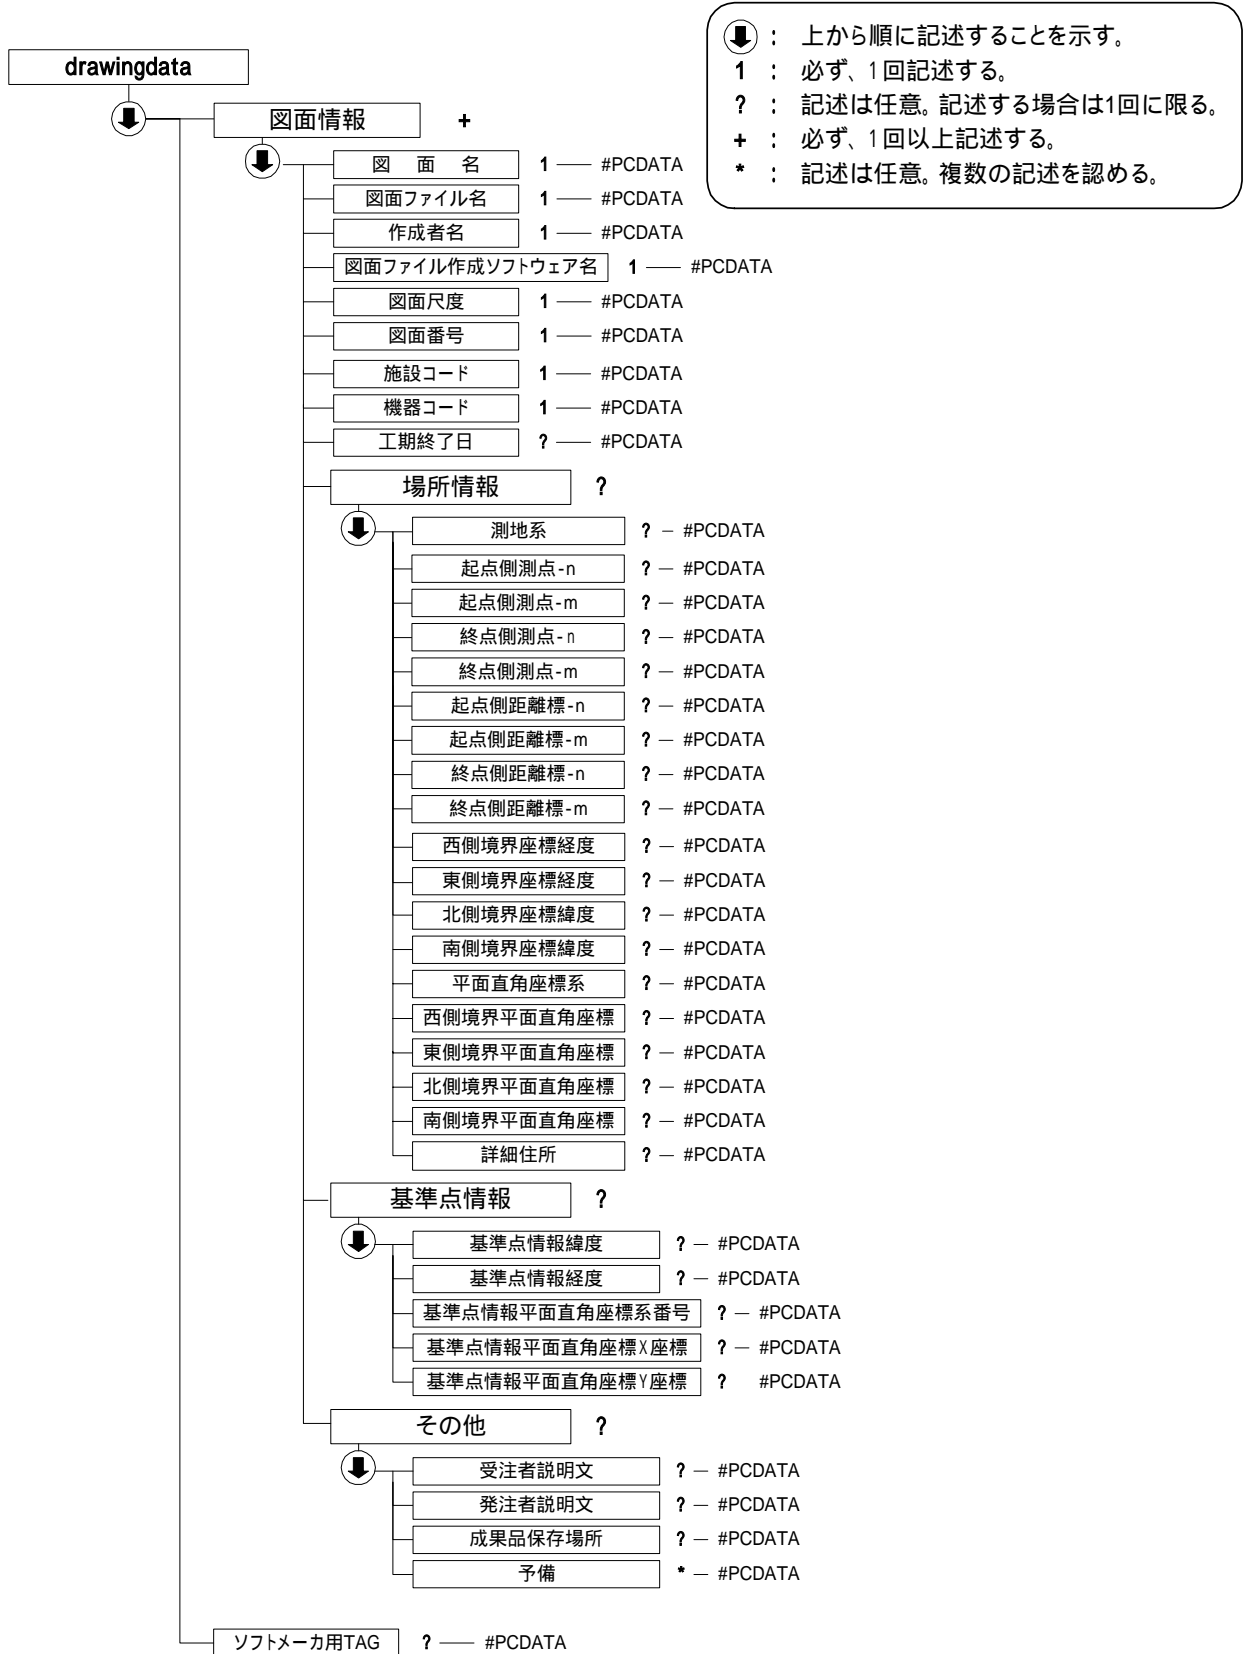 : 上から順に記述することを示す。
1 : 必ず、1回記述する。
? : 記述は任意。記述する場合は1回に限る。
+ : 必ず、1回以上記述する。
* : 記述は任意。複数の記述を認める。
drawingdata
図面情報 +
図 面 名 1 #PCDATA
図面ファイル名 1 #PCDATA
作成者名 1 #PCDATA
図面ファイル作成ソフトウェア名 1 #PCDATA
図面尺度 1 #PCDATA
図面番号 1 #PCDATA
施設コード 1 #PCDATA
機器コード 1 #PCDATA
工期終了日 ? #PCDATA
場所情報 ?
測地系 ? #PCDATA
起点側測点-n ? #PCDATA
起点側測点-m ? #PCDATA
終点側測点-n ? #PCDATA
終点側測点-m ? #PCDATA
起点側距離標-n ? #PCDATA
起点側距離標-m ? #PCDATA
終点側距離標-n ? #PCDATA
終点側距離標-m ? #PCDATA
西側境界座標経度 ? #PCDATA
東側境界座標経度 ? #PCDATA
北側境界座標緯度 ? #PCDATA
南側境界座標緯度 ? #PCDATA
平面直角座標系 ? #PCDATA
西側境界平面直角座標 ? #PCDATA
東側境界平面直角座標 ? #PCDATA
北側境界平面直角座標 ? #PCDATA
南側境界平面直角座標 ? #PCDATA
詳細住所 ? #PCDATA
基準点情報 ?
基準点情報緯度 ? #PCDATA
基準点情報経度 ? #PCDATA
基準点情報平面直角座標系番号 ? #PCDATA
基準点情報平面直角座標X座標 ? #PCDATA
基準点情報平面直角座標Y座標 ? #PCDATA
その他 ?
受注者説明文 ? #PCDATA
発注者説明文 ? #PCDATA
成果品保存場所 ? #PCDATA
予備 * #PCDATA
ソフトメーカ用TAG ? #PCDATA